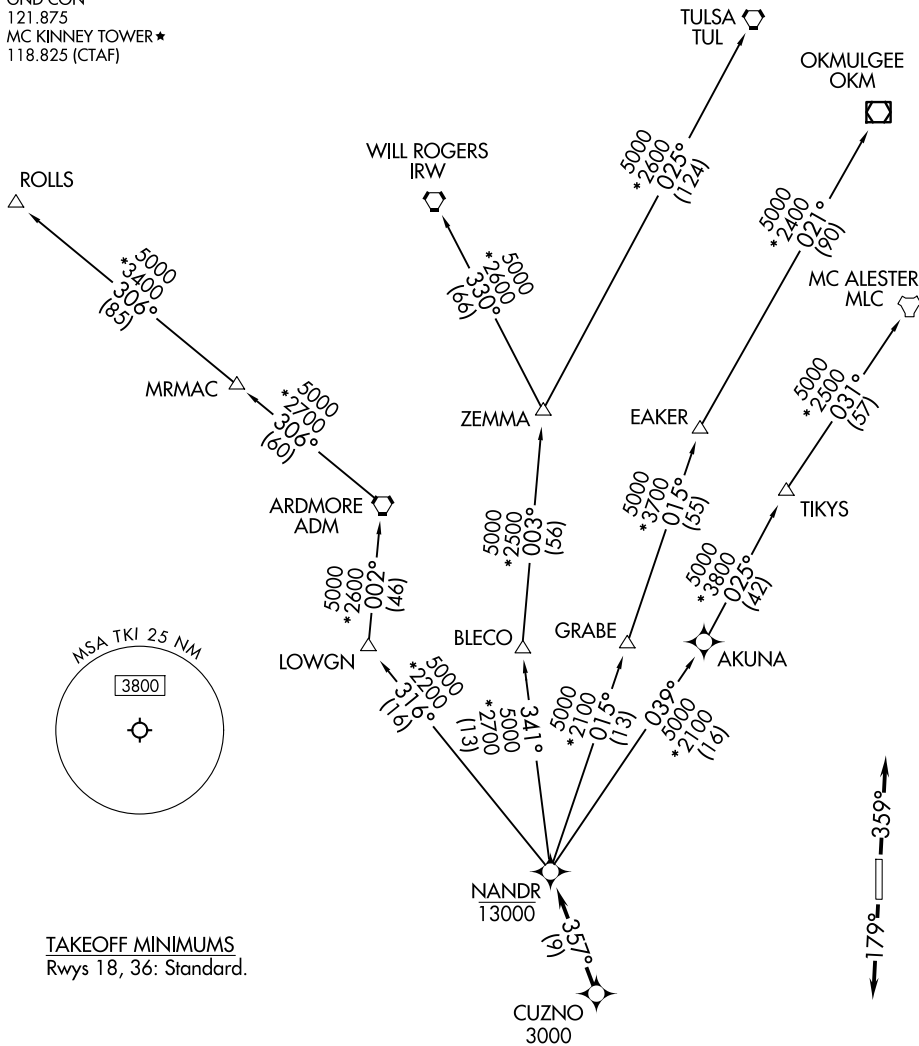 121.875
MC KINNEY TOWER★
118.825 (CTAF)
TULSA
TUL
OKMULGEE
OKM
WILL ROGERS
IRW
ROLLS
5000
*2600
025°
(124)
5000
*2400
021°
(90)
MC ALESTER
MLC
5000
*3400
306°
(85)
5000
*2600
330°
(66)
MRMAC
5000
*2700
306°
(60)
ZEMMA
EAKER
5000
*2500
031°
(57)
ARDMORE
ADM
TIKYS
5000
*2500
003°
(56)
5000
*3700
015°
(55)
5000
*2600
002°
(46)
5000
*3800
025°
(42)
LOWGN
BLECO
GRABE
AKUNA
MSA TKI 25 NM
3800
5000
*2200
316°
(16)
341°
5000
*2700
(13)
5000
*2100
015°
(13)
039°
5000
*2100
(16)
359°
179°
NANDR
13000
357°
(9)
TAKEOFF MINIMUMS
Rwys 18, 36: Standard.
CUZNO
3000